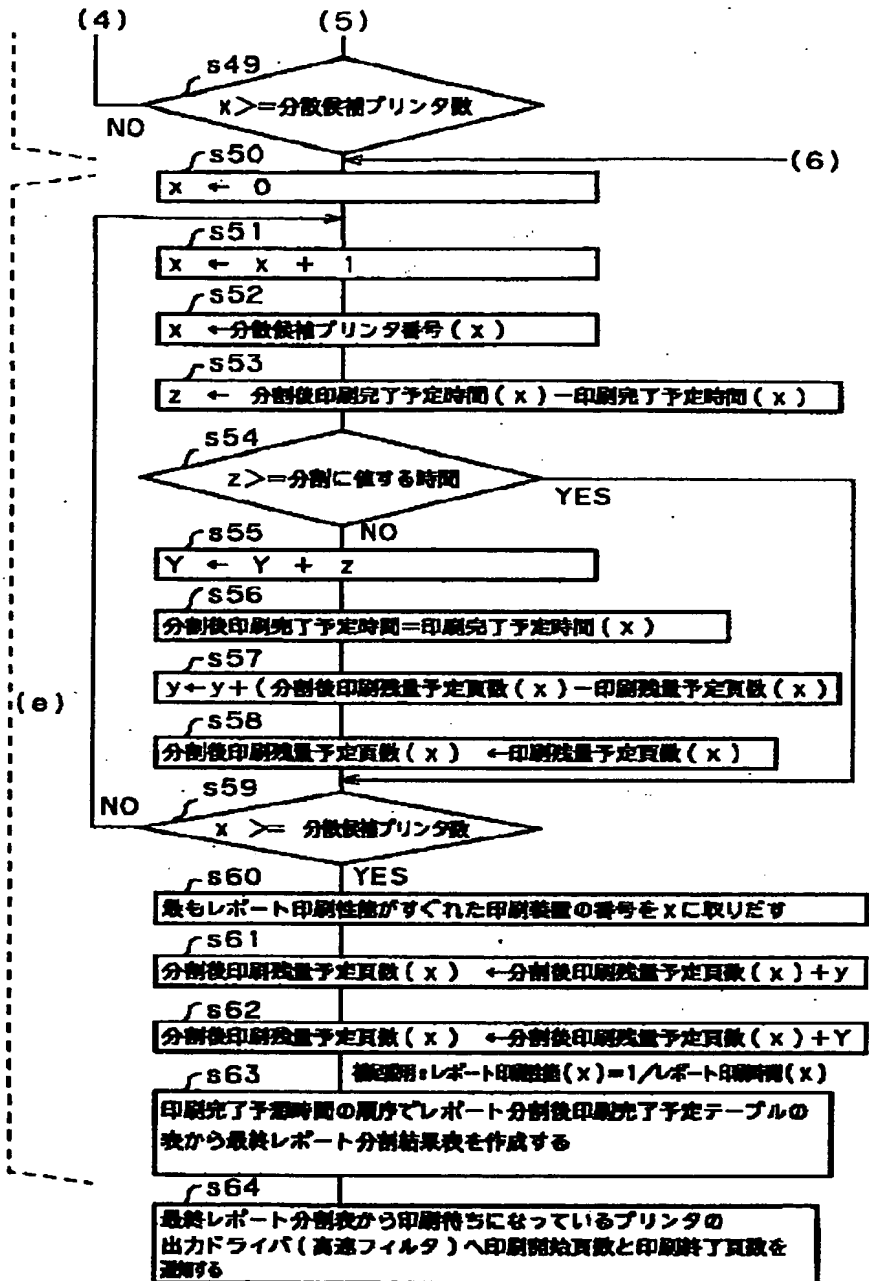 (4) (5)
s49
x>=分散候補プリンタ数
NO
(6)
s50
x ← 0
s51
x ← x + 1
s52
x ←分散候補プリンタ番号(x)
s53
z ← 分割後印刷完了予定時間(x)−印刷完了予定時間(x)
s54
z>=分割に値する時間
YES
NO
s55
Y ← Y + z
s56
分割後印刷完了予定時間=印刷完了予定時間(x)
s57
y←y+(分割後印刷残量予定頁数(x)−印刷残量予定頁数(x)
(e)
s58
分割後印刷残量予定頁数(x) ←印刷残量予定頁数(x)
s59
NO
x >= 分散候補プリンタ数
YES
s60
最もレポート印刷性能がすぐれた印刷装置の番号をxに取りだす
s61
分割後印刷残量予定頁数(x) ←分割後印刷残量予定頁数(x)+y
s62
分割後印刷残量予定頁数(x) ←分割後印刷残量予定頁数(x)+Y
レポート印刷性能(x)=1/レポート印刷時間(x)
s63
印刷完了予想時間の順序でレポート分割後印刷完了予定テーブルの
表から最終レポート分割結果表を作成する
s64
最終レポート分割表から印刷待ちになっているプリンタの
出力ドライバ(高速フィルタ)へ印刷開始頁数と印刷終了頁数を
通知する